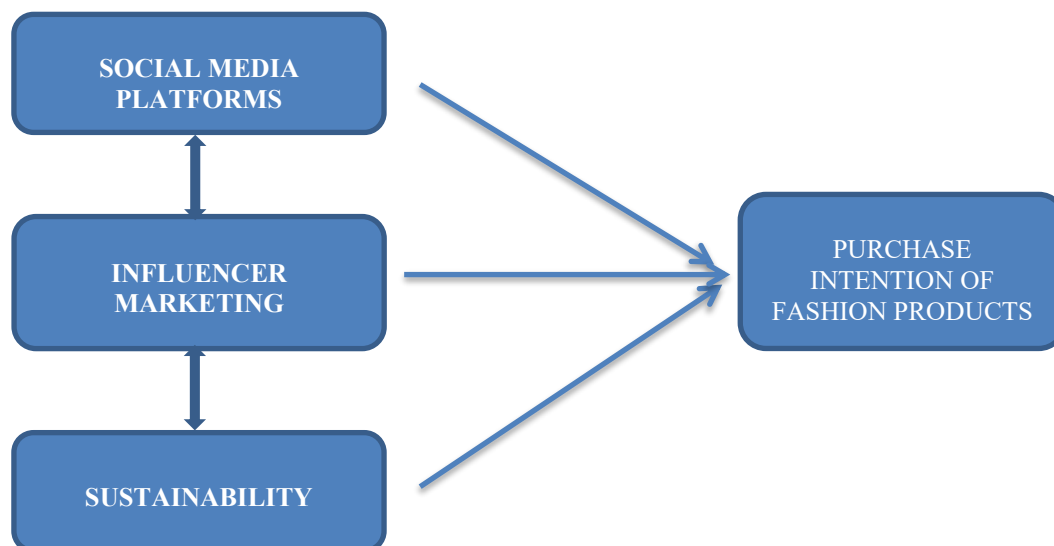 SOCIAL MEDIA
PLATFORMS
INFLUENCER
MARKETING
SUSTAINABILITY
PURCHASE
INTENTION OF
FASHION PRODUCTS